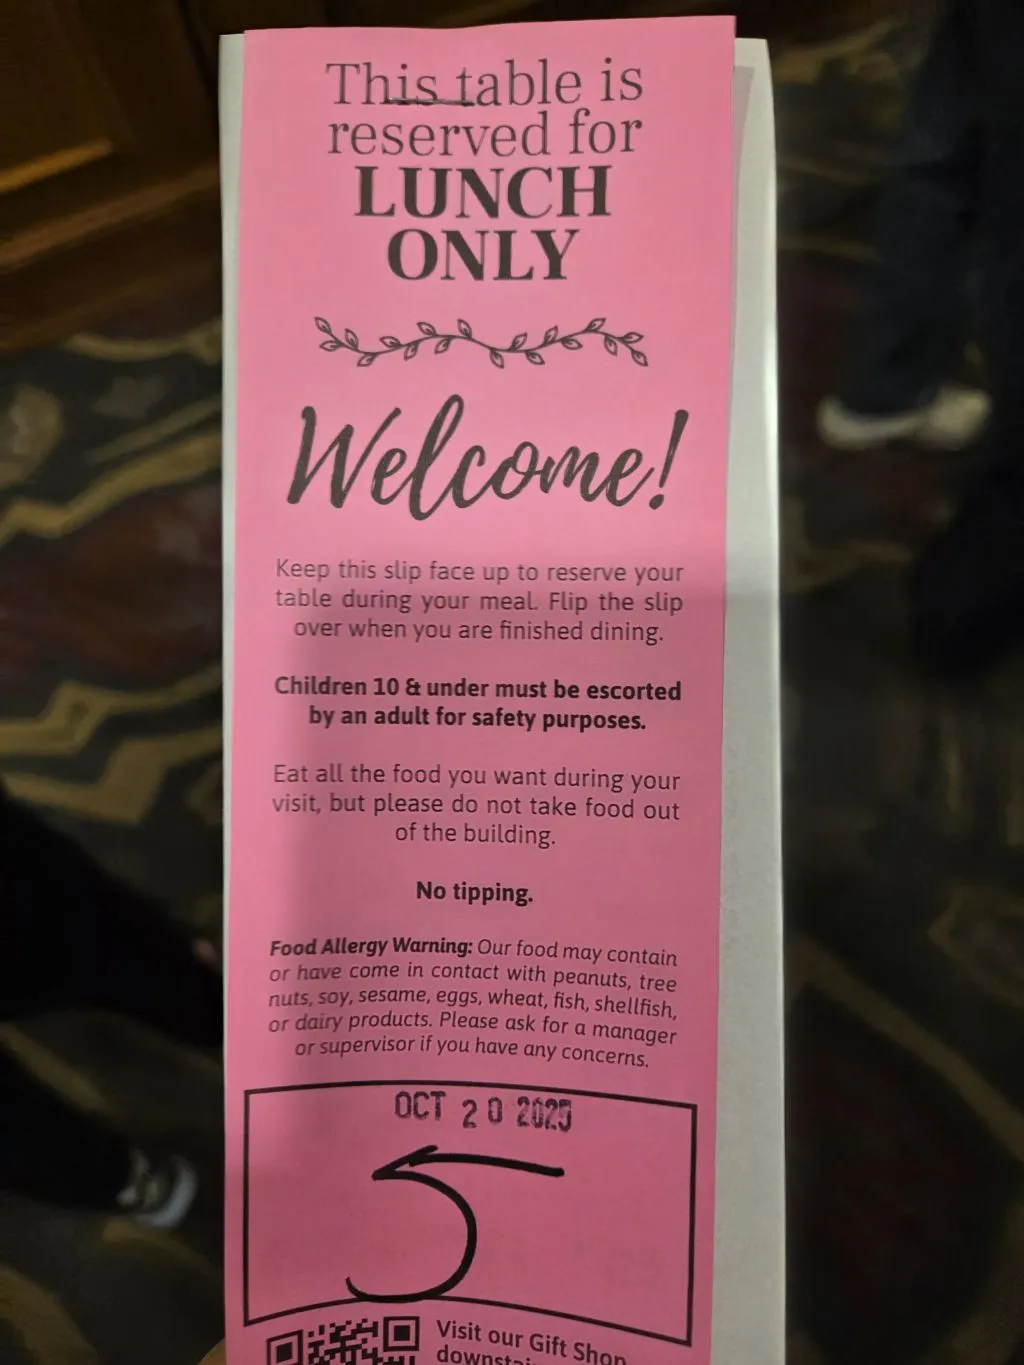 This table is
reserved for
LUNCH
ONLY
Welcome!
Keep this slip face up to reserve your
table during your meal. Flip the slip
over when you are finished dining.
Children 10 & under must be escorted
by an adult for safety purposes.
Eat all the food you want during your
visit, but please do not take food out
of the building.
No tipping.
Food Allergy Warning: Our food may contain
or have come in contact with peanuts, tree
nuts, soy, sesame, eggs, wheat, fish, shellfish,
or dairy products. Please ask for a manager
or supervisor if you have any concerns.
OCT 20 2025
5
Visit our Gift Shop